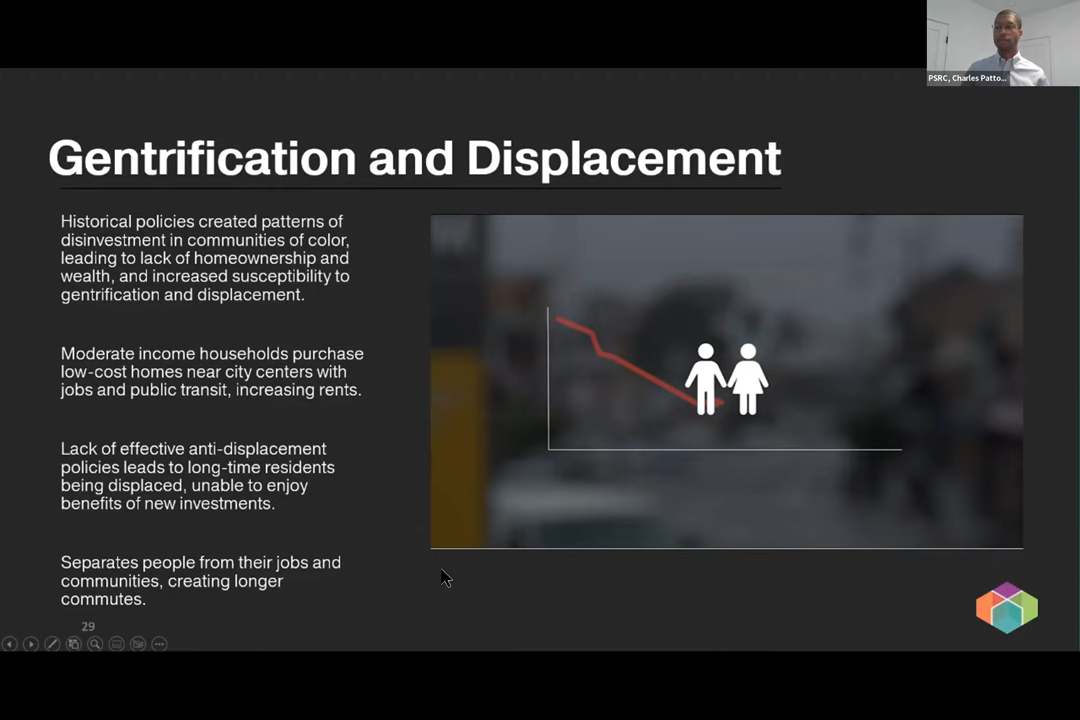 PSRC, Charles Patto...
Gentrification and Displacement
Historical policies created patterns of
disinvestment in communities of color,
leading to lack of homeownership and
wealth, and increased susceptibility to
gentrification and displacement.
Moderate income households purchase
low-cost homes near city centers with
jobs and public transit, increasing rents.
Lack of effective anti-displacement
policies leads to long-time residents
being displaced, unable to enjoy
benefits of new investments.
Separates people from their jobs and
communities, creating longer
commutes.
29